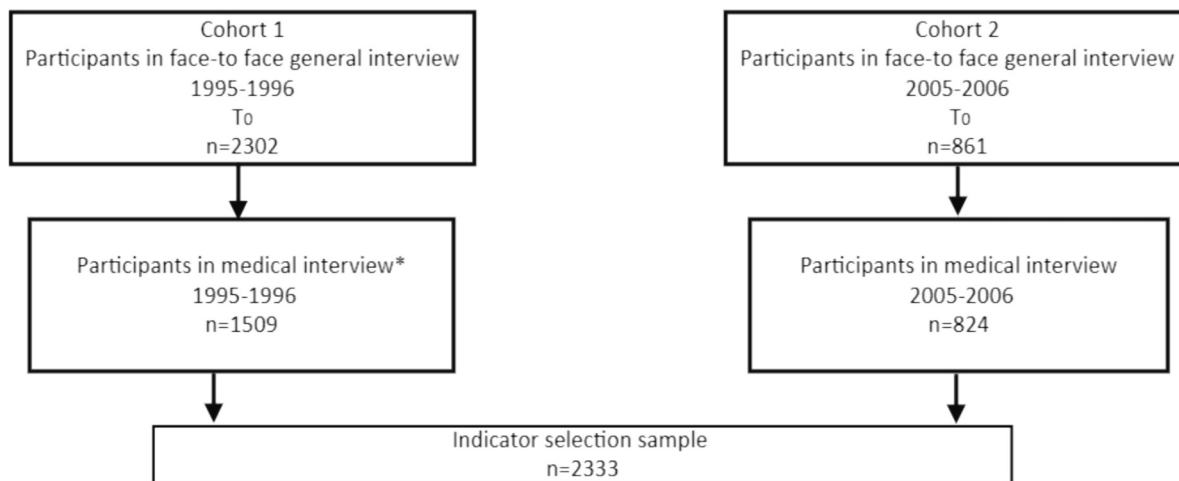 Cohort 1
Participants in face-to face general interview
1995-1996
T0
n=2302
Cohort 2
Participants in face-to face general interview
2005-2006
T0
n=861
Participants in medical interview*
1995-1996
n=1509
Participants in medical interview
2005-2006
n=824
Indicator selection sample
n=2333